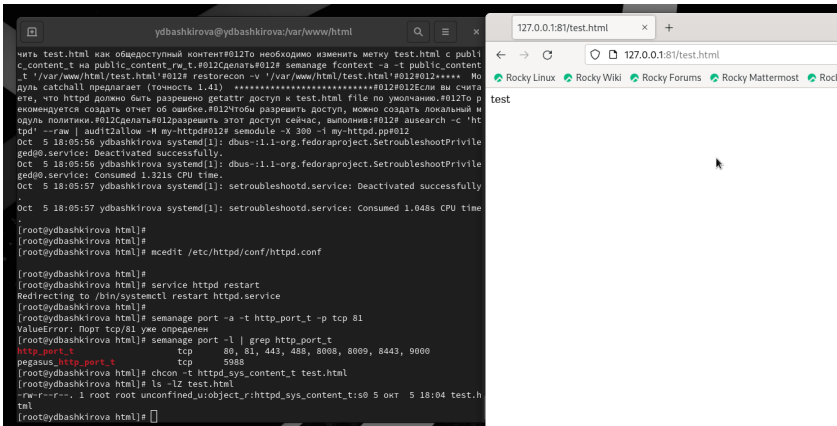 ydbashkirova@ydbashkirova:/var/www/html
чить test.html как общедоступный контент#012То необходимо изменить метку test.html с publi
c_content_t на public_content_rw_t.#012Сделать#012# semanage fcontext -a -t public_content
_t '/var/www/html/test.html'#012# restorecon -v '/var/www/html/test.html'#012#012*****  Мо
дуль catchall предлагает (точность 1.41)  **************************#012#012Если вы счита
ете, что httpd должно быть разрешено getattr доступ к test.html file по умолчанию.#012То р
екомендуется создать отчет об ошибке.#012Чтобы разрешить доступ, можно создать локальный м
одуль политики.#012Сделать#012разрешить этот доступ сейчас, выполнив:#012# ausearch -c 'ht
tpd' --raw | audit2allow -M my-httpd#012# semodule -X 300 -i my-httpd.pp#012
Oct  5 18:05:56 ydbashkirova systemd[1]: dbus-:1.1-org.fedoraproject.SetroubleshootPrivile
ged@0.service: Deactivated successfully.
Oct  5 18:05:56 ydbashkirova systemd[1]: dbus-:1.1-org.fedoraproject.SetroubleshootPrivile
ged@0.service: Consumed 1.321s CPU time.
Oct  5 18:05:57 ydbashkirova systemd[1]: setroubleshootd.service: Deactivated successfully
.
Oct  5 18:05:57 ydbashkirova systemd[1]: setroubleshootd.service: Consumed 1.048s CPU time
.
[root@ydbashkirova html]#
[root@ydbashkirova html]#
[root@ydbashkirova html]# mcedit /etc/httpd/conf/httpd.conf
[root@ydbashkirova html]#
[root@ydbashkirova html]# service httpd restart
Redirecting to /bin/systemctl restart httpd.service
[root@ydbashkirova html]#
[root@ydbashkirova html]# semanage port -a -t http_port_t -p tcp 81
ValueError: Порт tcp/81 уже определен
[root@ydbashkirova html]# semanage port -l | grep http_port_t
http_port_t                    tcp      80, 81, 443, 488, 8008, 8009, 8443, 9000
pegasus_http_port_t            tcp      5988
[root@ydbashkirova html]# chcon -t httpd_sys_content_t test.html
[root@ydbashkirova html]# ls -lZ test.html
-rw-r--r--. 1 root root unconfined_u:object_r:httpd_sys_content_t:s0 5 окт  5 18:04 test.h
tml
[root@ydbashkirova html]#
127.0.0.1:81/test.html
127.0.0.1:81/test.html
Rocky Linux Rocky Wiki Rocky Forums Rocky Mattermost Rock
test